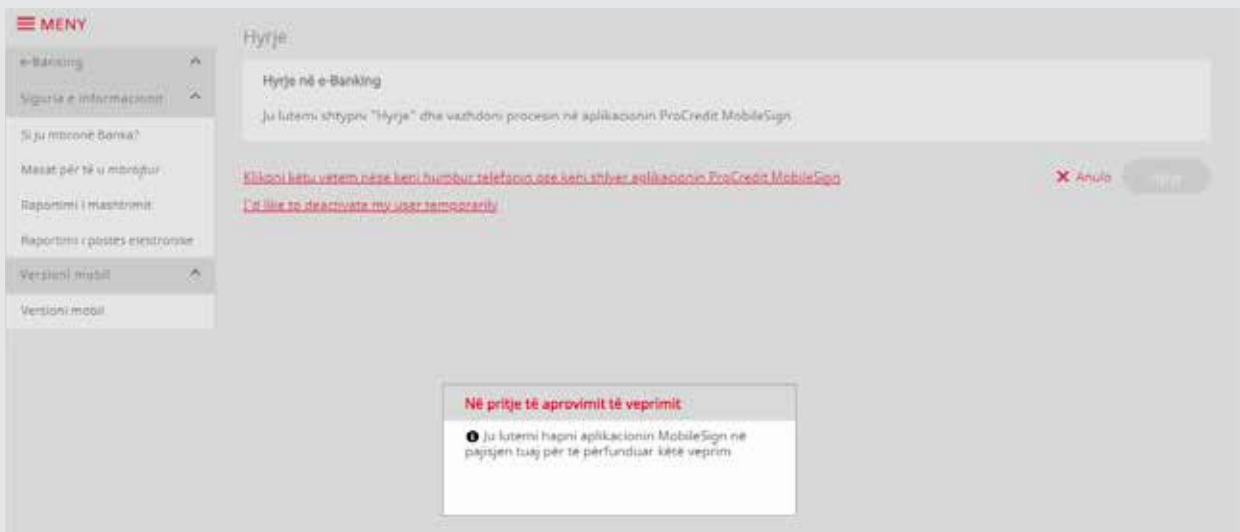 MENY
e-Banking
Siguria e informacionit
Si ju mbronë Banka?
Masat për të u mbrojtur
Raportimi i mashtrimit
Raportimi i postës elektronike
Versioni mobil
Versioni mobil
Hyrje
Hyrje në e-Banking
Ju lutemi shtypni "Hyrje" dhe vazhdoni procesin në aplikacionin ProCredit MobileSign
Klikoni këtu vetëm nëse keni humbur telefonin ose keni shlyer aplikacionin ProCredit MobileSign
Anulo
I'd like to deactivate my user temporarily
Në pritje të aprovimit të veprimit
Ju lutemi hapni aplikacionin MobileSign në
pajisjen tuaj për të përfunduar këtë veprim